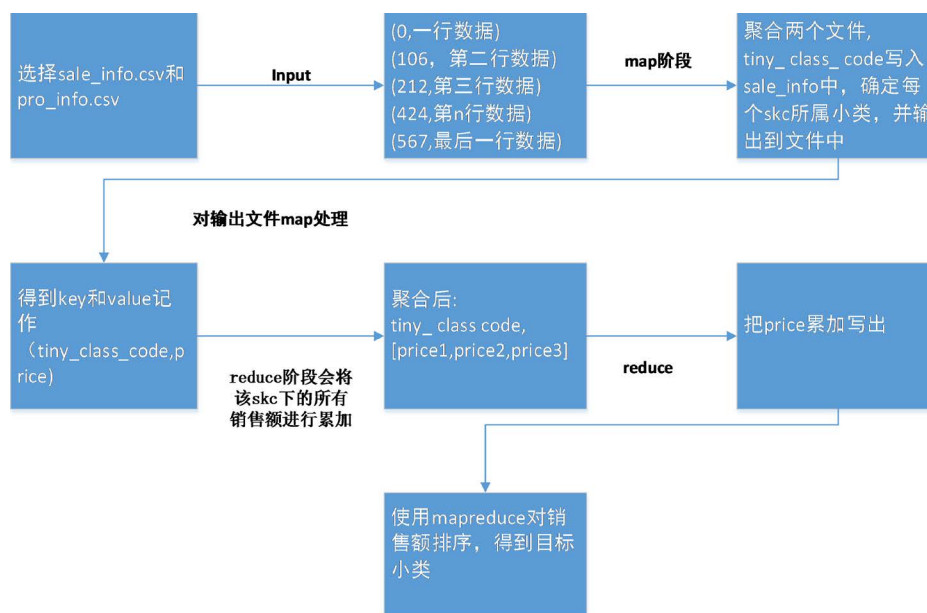 选择sale_info.csv和
pro_info.csv
Input
(0,一行数据)
(106，第二行数据)
(212,第三行数据)
(424,第n行数据)
(567,最后一行数据)
map阶段
聚合两个文件,
tiny_ class_ code写入
sale_info中，确定每
个skc所属小类，并输
出到文件中
对输出文件map处理
得到key和value记
作
（tiny_class_code,p
rice)
reduce阶段会将
该skc下的所有
销售额进行累加
聚合后:
tiny_ class code,
[price1,price2,price3]
reduce
把price累加写出
使用mapreduce对销
售额排序，得到目标
小类